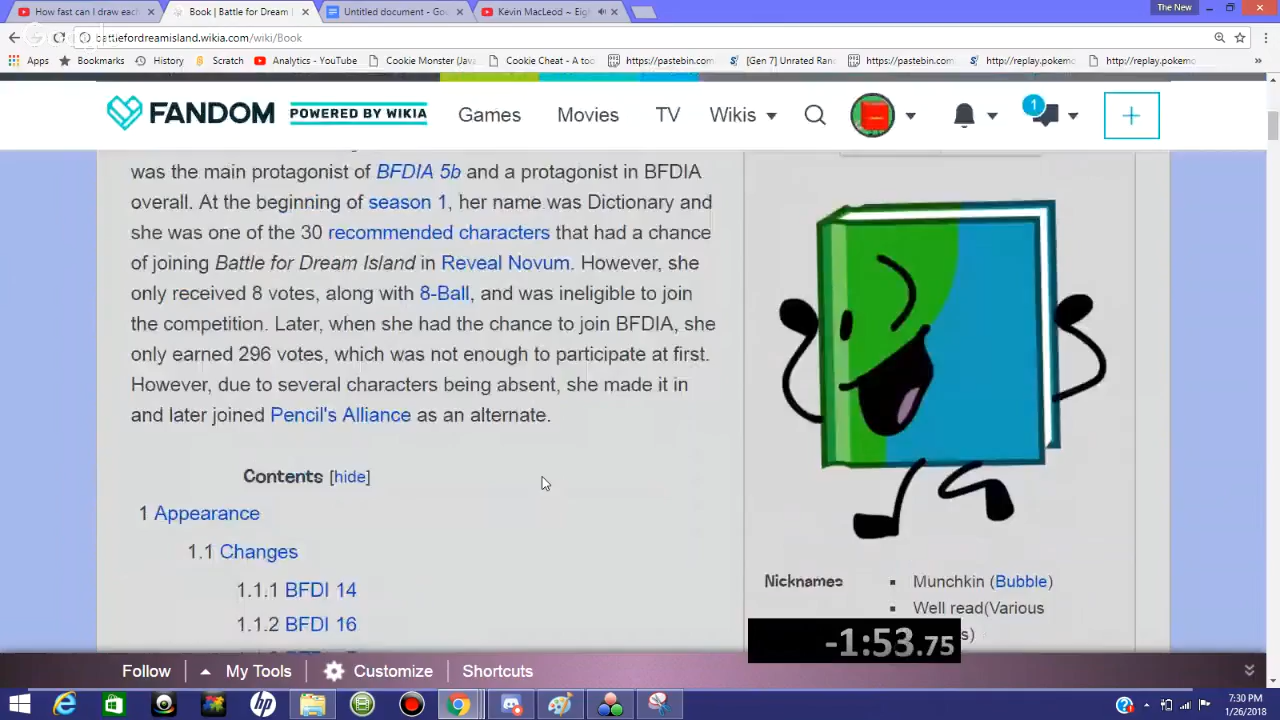 How fast can I draw each
Book | Battle for Dream I
Untitled document - Goo
Kevin MacLeod ~ Eig
The New
attlefordreamisland.wikia.com/wiki/Book
Apps Bookmarks History Scratch Analytics - YouTube Cookie Monster (Java Cookie Cheat - A too https://pastebin.com [Gen 7] Unrated Ran https://pastebin.com http://replay.pokemo http://replay.pokemo
FANDOM POWERED BY WIKIA Games Movies TV Wikis 1
was the main protagonist of BFDIA 5b and a protagonist in BFDIA
overall. At the beginning of season 1, her name was Dictionary and
she was one of the 30 recommended characters that had a chance
of joining Battle for Dream Island in Reveal Novum. However, she
only received 8 votes, along with 8-Ball, and was ineligible to join
the competition. Later, when she had the chance to join BFDIA, she
only earned 296 votes, which was not enough to participate at first.
However, due to several characters being absent, she made it in
and later joined Pencil's Alliance as an alternate.
Contents [hide]
1 Appearance
1.1 Changes
1.1.1 BFDI 14
1.1.2 BFDI 16
Nicknames
Munchkin (Bubble)
Well read(Various
s)
-1:53.75
Follow My Tools Customize Shortcuts
7:30 PM
1/26/2018